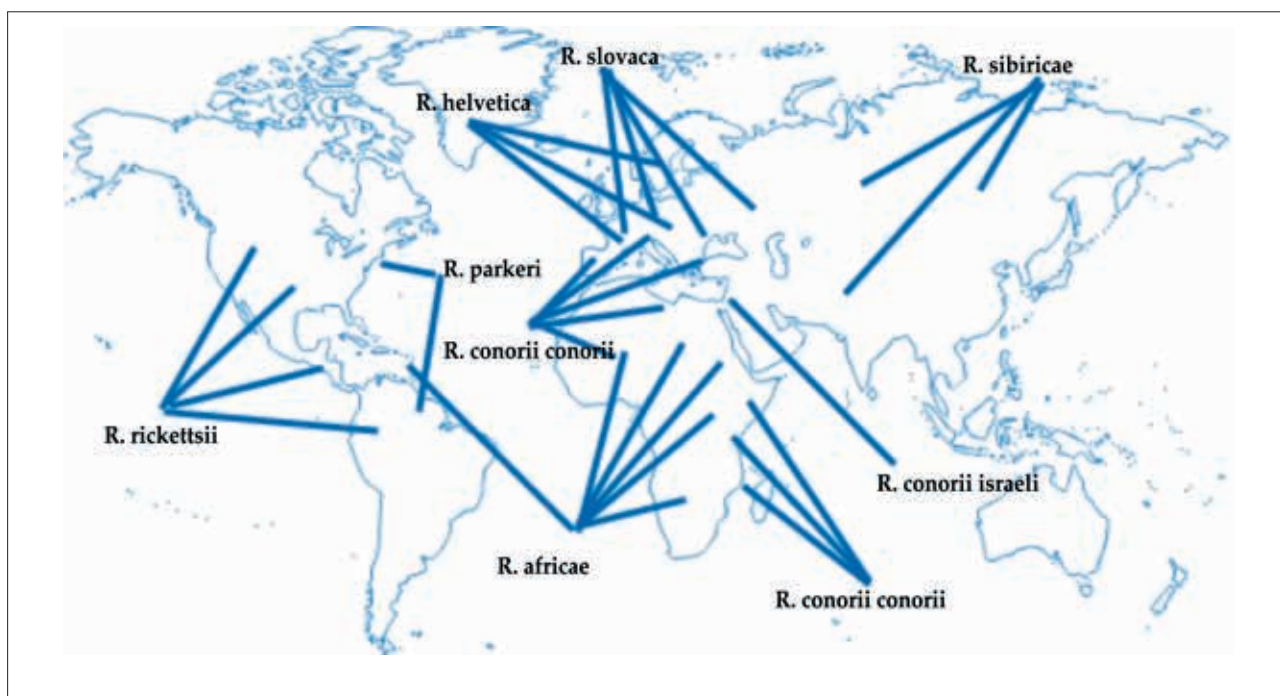 R. slovaca
R. sibiricae
R. helvetica
R. parkeri
R. conorii conorii
R. rickettsii
R. conorii israeli
R. africae
R. conorii conorii